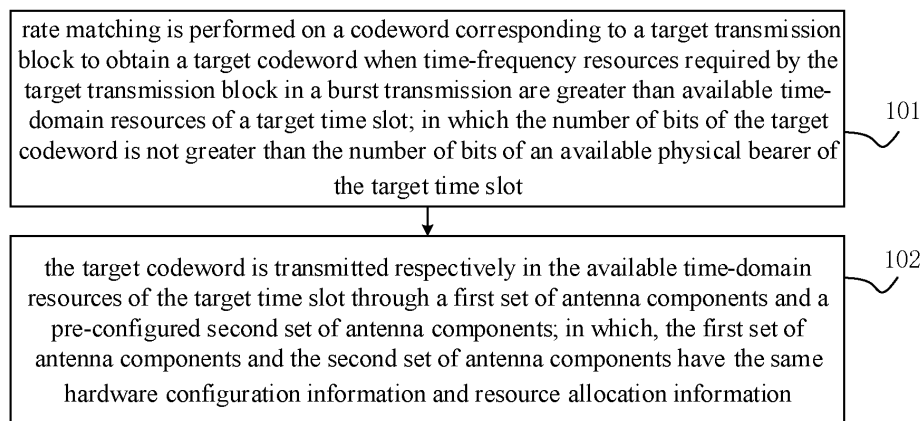 rate matching is performed on a codeword corresponding to a target transmission
block to obtain a target codeword when time-frequency resources required by the
target transmission block in a burst transmission are greater than available time-
domain resources of a target time slot; in which the number of bits of the target
codeword is not greater than the number of bits of an available physical bearer of
the target time slot
101
the target codeword is transmitted respectively in the available time-domain
resources of the target time slot through a first set of antenna components and a
pre-configured second set of antenna components; in which, the first set of
antenna components and the second set of antenna components have the same
hardware configuration information and resource allocation information
102